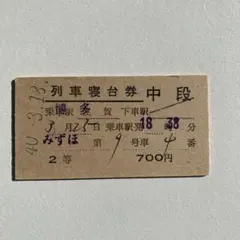 40. 3. 13
列車寝台券 中段
乗車駅 博多 下車駅
3月23日 乗車駅発18時38分
みずほ 第9号車4番
2等 700円